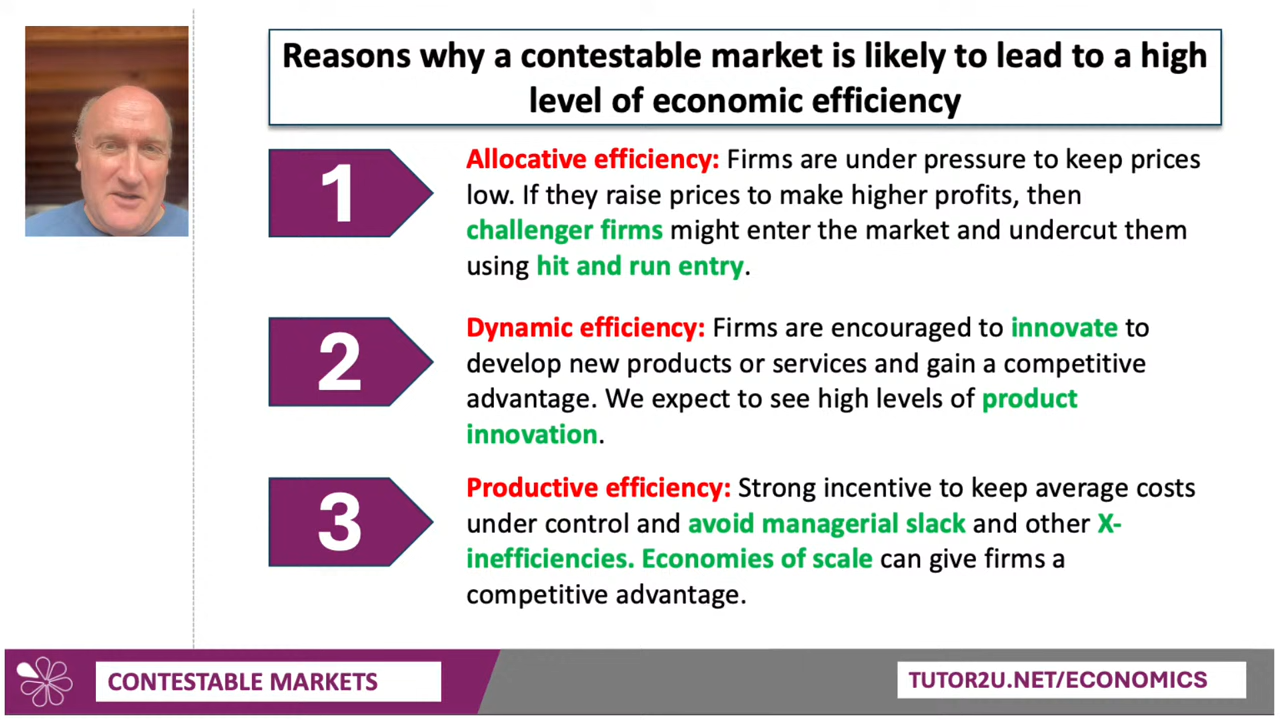 Reasons why a contestable market is likely to lead to a high
level of economic efficiency
1
Allocative efficiency: Firms are under pressure to keep prices
low. If they raise prices to make higher profits, then
challenger firms might enter the market and undercut them
using hit and run entry.
2
Dynamic efficiency: Firms are encouraged to innovate to
develop new products or services and gain a competitive
advantage. We expect to see high levels of product
innovation.
3
Productive efficiency: Strong incentive to keep average costs
under control and avoid managerial slack and other X-
inefficiencies. Economies of scale can give firms a
competitive advantage.
CONTESTABLE MARKETS
TUTOR2U.NET/ECONOMICS